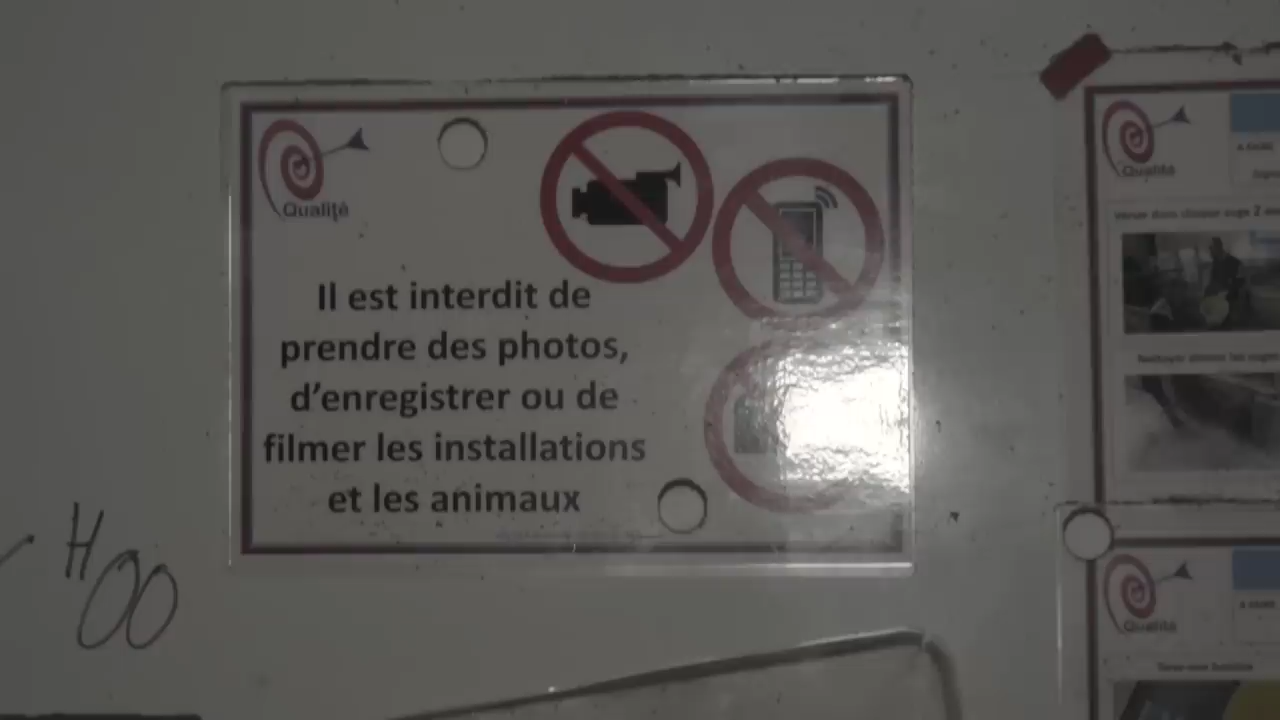 Qualité
Il est interdit de
prendre des photos,
d'enregistrer ou de
filmer les installations
et les animaux
H00
Qualité
Qualité